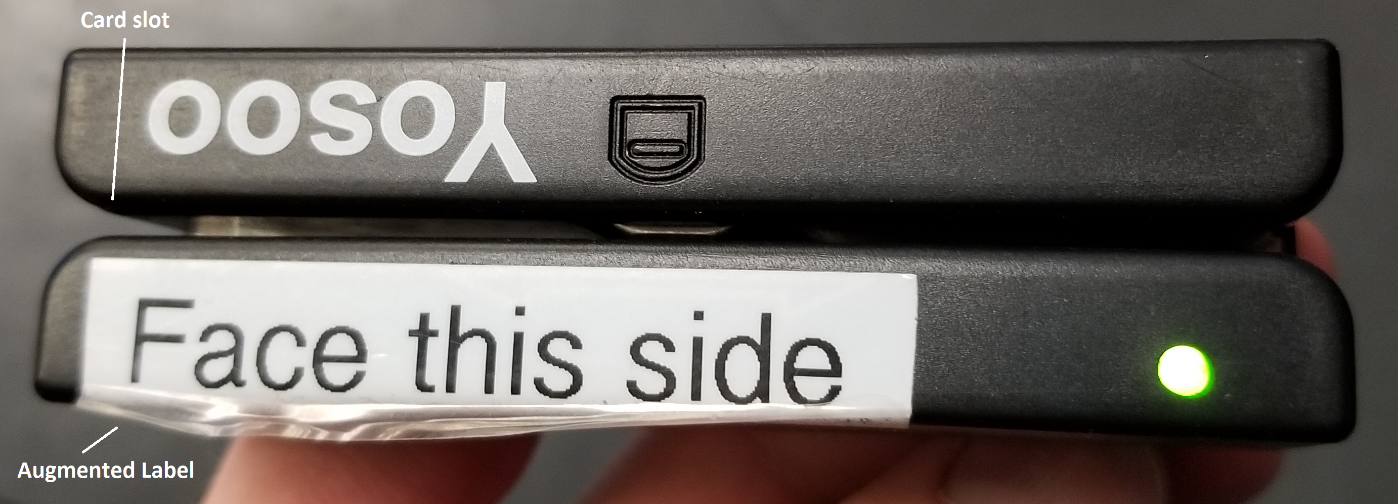 Card slot
Yosoo
Face this side
Augmented Label